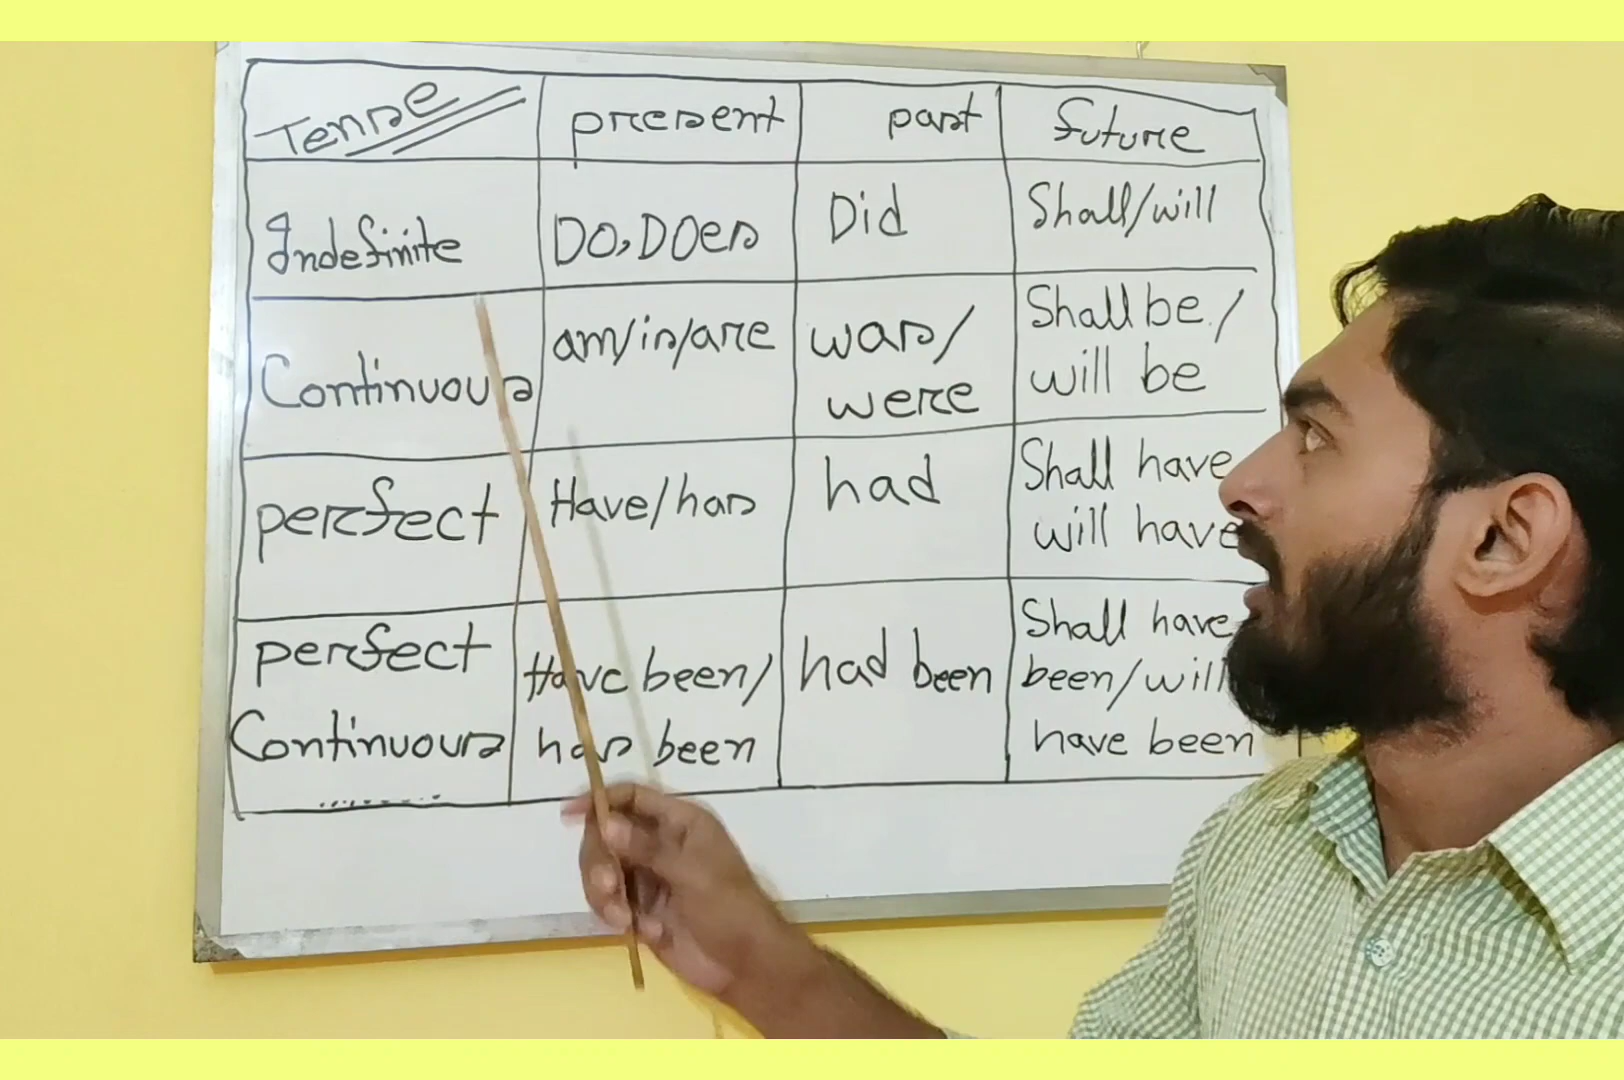 Tense present past future
Indefinite Do, Does Did Shall/will
Continuous am/is/are was/ Shall be/
were will be
perfect Have/has had Shall have
will have
perfect Have been/ had been Shall have
Continuous has been been/will
have been